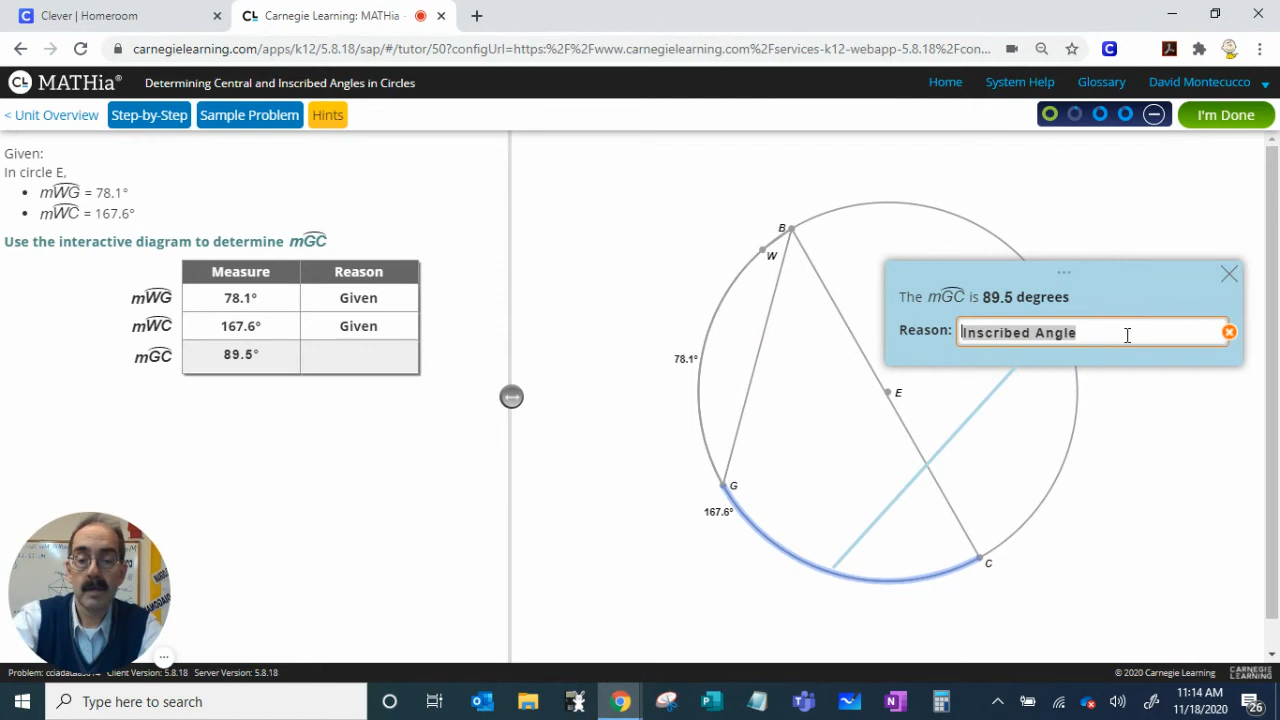 Clever | Homeroom
CL Carnegie Learning: MATHia -
carnegielearning.com/apps/k12/5.8.18/sap/#/tutor/50?configUrl=https:%2F%2Fwww.carnegielearning.com%2Fservices-k12-webapp-5.8.18%2Fcon...
CL MATHia® Determining Central and Inscribed Angles in Circles Home System Help Glossary David Montecucco
< Unit Overview Step-by-Step Sample Problem Hints I'm Done
Given:
In circle E,
• mWG = 78.1°
• mWC = 167.6°
Use the interactive diagram to determine mGC
Measure Reason
mWG 78.1° Given
mWC 167.6° Given
mGC 89.5°
B
W
The mGC is 89.5 degrees
Reason: Inscribed Angle
78.1°
E
G
167.6°
C
© 2020 Carnegie Learning
CARNEGIE
LEARNING
Client Version: 5.8.18 Server Version: 5.8.18
Type here to search
11:14 AM
11/18/2020
26